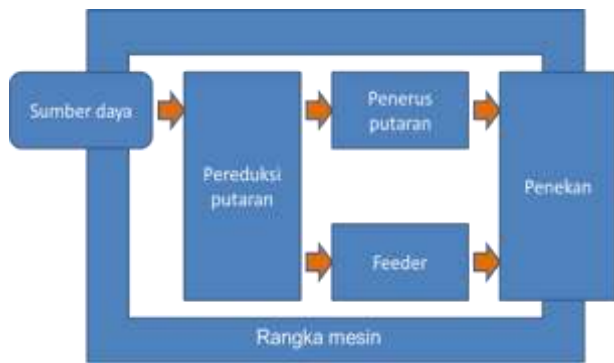 Sumber daya
Pereduksi
putaran
Penerus
putaran
Feeder
Penekan
Rangka mesin